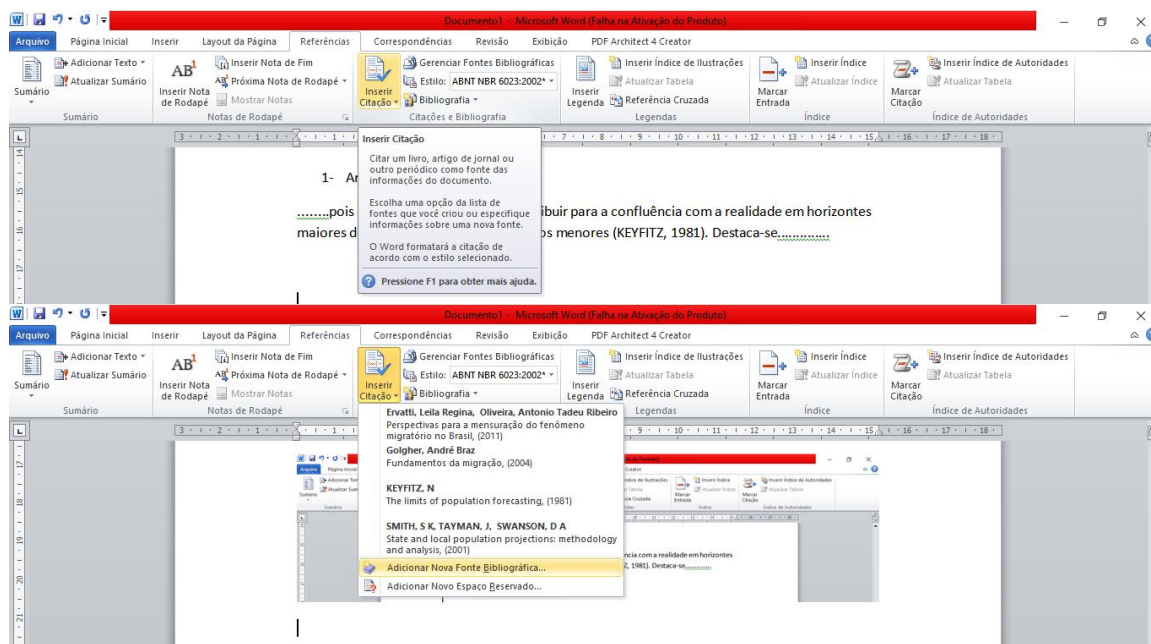 Documento1 - Microsoft Word (Falha na Ativação do Produto)
Arquivo Página Inicial Inserir Layout da Página Referências Correspondências Revisão Exibição PDF Architect 4 Creator
Sumário
Adicionar Texto
Atualizar Sumário
Sumário
AB1
Inserir Nota de Rodapé
Inserir Nota de Fim
Próxima Nota de Rodapé
Mostrar Notas
Notas de Rodapé
Inserir Citação
Gerenciar Fontes Bibliográficas
Estilo: ABNT NBR 6023:2002*
Bibliografia
Citações e Bibliografia
Inserir Legenda
Inserir Índice de Ilustrações
Atualizar Tabela
Referência Cruzada
Legendas
Marcar Entrada
Inserir Índice
Atualizar Índice
Índice
Marcar Citação
Inserir Índice de Autoridades
Atualizar Tabela
Índice de Autoridades
Inserir Citação
Citar um livro, artigo de jornal ou
outro periódico como fonte das
informações do documento.
Escolha uma opção da lista de
fontes que você criou ou especifique
informações sobre uma nova fonte.
O Word formatará a citação de
acordo com o estilo selecionado.
Pressione F1 para obter mais ajuda.
1-
........pois ibuir para a confluência com a realidade em horizontes
maiores os menores (KEYFITZ, 1981). Destaca-se..............
Documento1 - Microsoft Word (Falha na Ativação do Produto)
Arquivo Página Inicial Inserir Layout da Página Referências Correspondências Revisão Exibição PDF Architect 4 Creator
Sumário
Adicionar Texto
Atualizar Sumário
Sumário
AB1
Inserir Nota de Rodapé
Inserir Nota de Fim
Próxima Nota de Rodapé
Mostrar Notas
Notas de Rodapé
Inserir Citação
Gerenciar Fontes Bibliográficas
Estilo: ABNT NBR 6023:2002*
Bibliografia
Inserir Legenda
Inserir Índice de Ilustrações
Atualizar Tabela
Referência Cruzada
Legendas
Marcar Entrada
Inserir Índice
Atualizar Índice
Índice
Marcar Citação
Inserir Índice de Autoridades
Atualizar Tabela
Índice de Autoridades
Ervatti, Leila Regina, Oliveira, Antonio Tadeu Ribeiro
Perspectivas para a mensuração do fenômeno
migratório no Brasil, (2011)
Golgher, André Braz
Fundamentos da migração, (2004)
KEYFITZ, N
The limits of population forecasting, (1981)
SMITH, S K, TAYMAN, J, SWANSON, D A
State and local population projections: methodology
and analysis, (2001)
Adicionar Nova Fonte Bibliográfica...
Adicionar Novo Espaço Reservado...
ncia com a realidade em horizontes
Z, 1981). Destaca-se